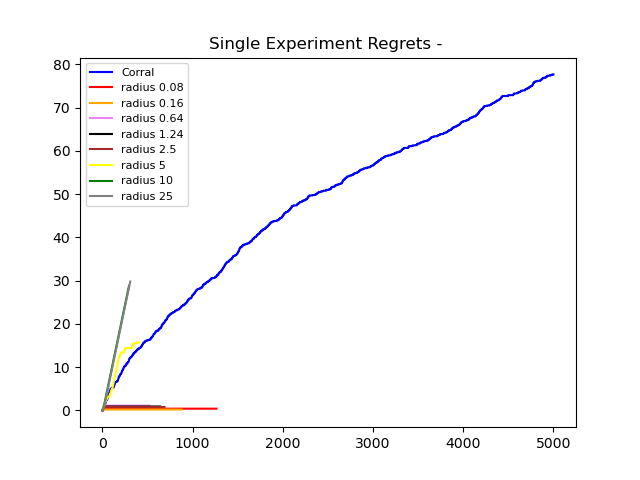 Single Experiment Regrets -
80
70
60
50
40
30
20
10
0
Corral
radius 0.08
radius 0.16
radius 0.64
radius 1.24
radius 2.5
radius 5
radius 10
radius 25
0 1000 2000 3000 4000 5000